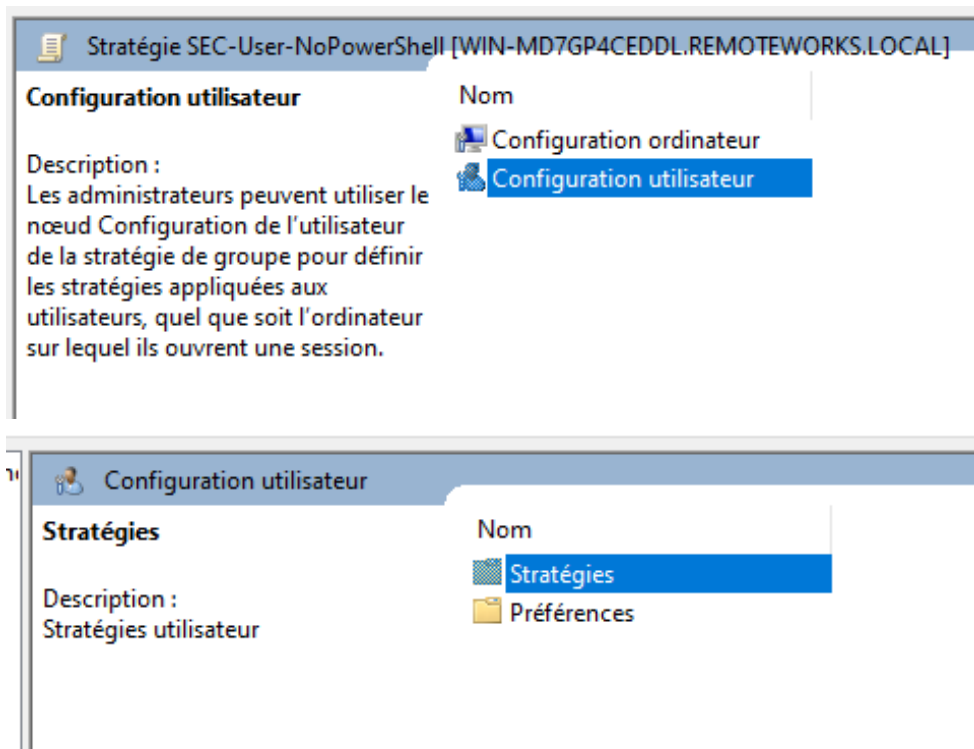 Stratégie SEC-User-NoPowerShell [WIN-MD7GP4CEDDL.REMOTEWORKS.LOCAL]
Configuration utilisateur
Description :
Les administrateurs peuvent utiliser le
nœud Configuration de l'utilisateur
de la stratégie de groupe pour définir
les stratégies appliquées aux
utilisateurs, quel que soit l'ordinateur
sur lequel ils ouvrent une session.
Nom
Configuration ordinateur
Configuration utilisateur
Configuration utilisateur
Stratégies
Description :
Stratégies utilisateur
Nom
Stratégies
Préférences